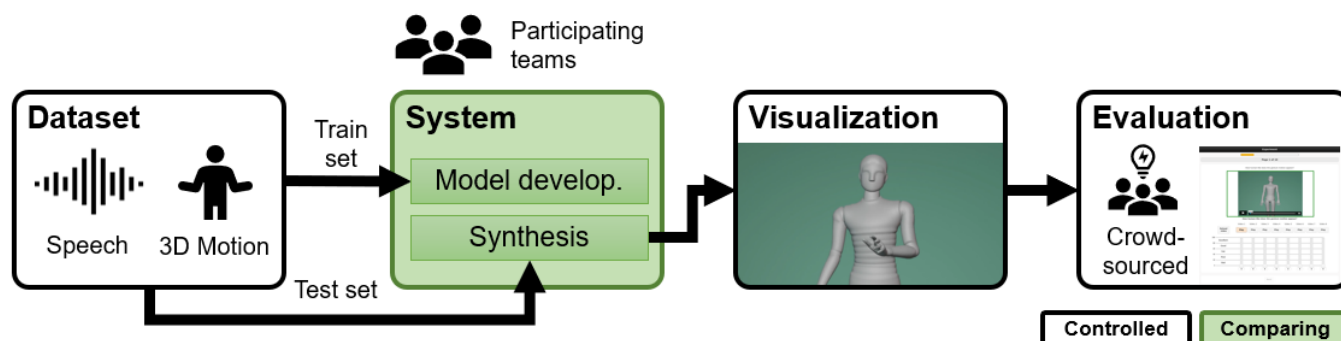 Participating
teams
Dataset
Speech
3D Motion
Train
set
Test set
System
Model develop.
Synthesis
Visualization
Evaluation
Crowd-
sourced
Controlled
Comparing